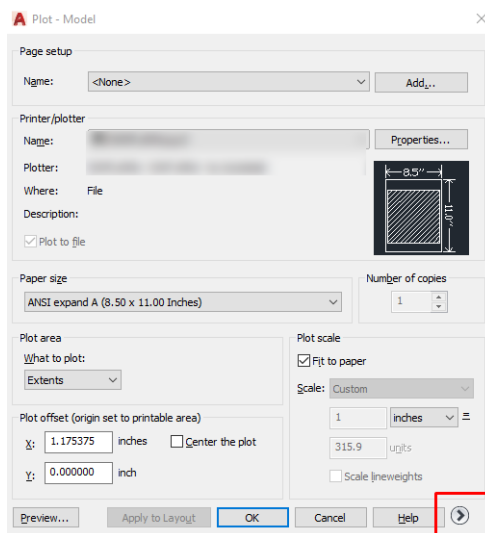 Plot - Model
Page setup
Name: <None> Add...
Printer/plotter
Name: Properties...
Plotter:
Where: File
Description:
Plot to file
8.5″
11.0″
Paper size
ANSI expand A (8.50 x 11.00 Inches)
Number of copies
1
Plot area
What to plot:
Extents
Plot scale
Fit to paper
Scale: Custom
1 inches =
315.9 units
Scale lineweights
Plot offset (origin set to printable area)
X: 1.175375 inches Center the plot
Y: 0.000000 inch
Preview... Apply to Layout OK Cancel Help